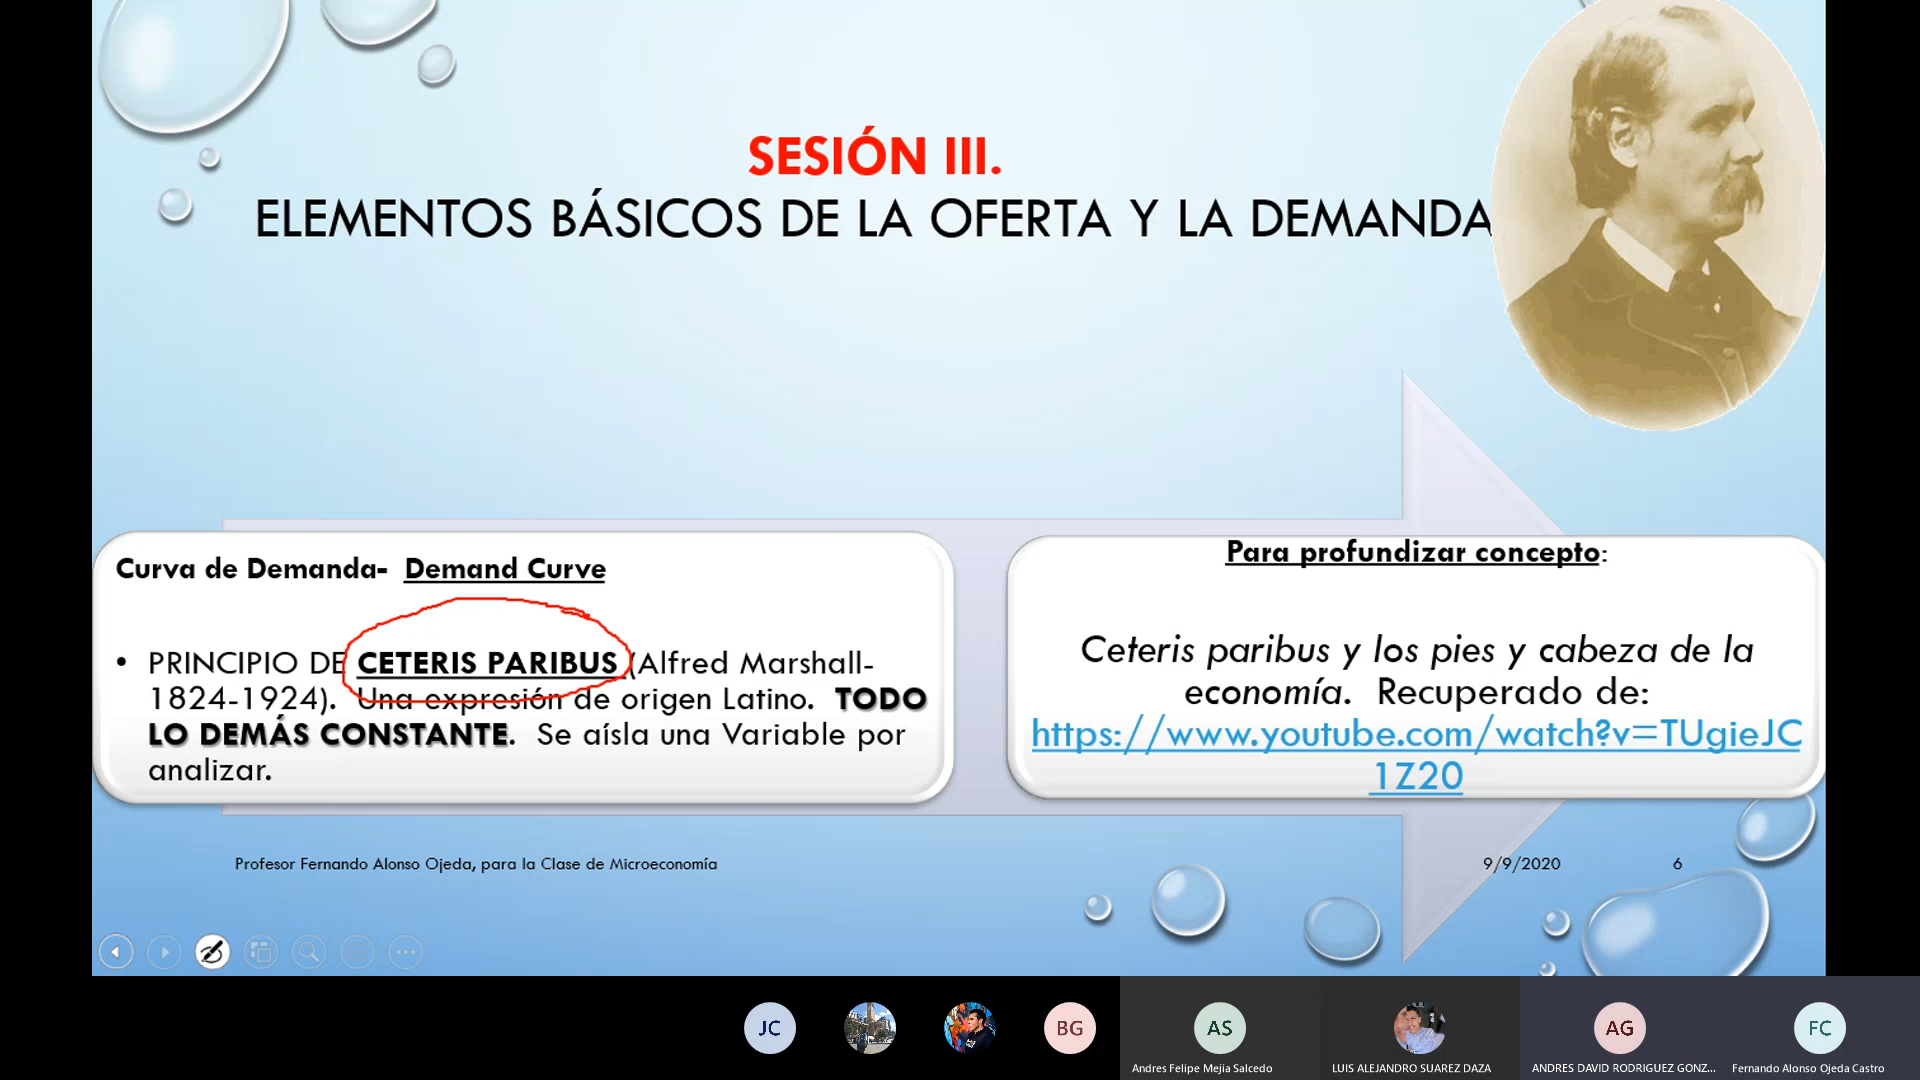 SESIÓN III.
ELEMENTOS BÁSICOS DE LA OFERTA Y LA DEMANDA
Curva de Demanda- Demand Curve
• PRINCIPIO DE CETERIS PARIBUS (Alfred Marshall-
1824-1924). Una expresión de origen Latino. TODO
LO DEMÁS CONSTANTE. Se aísla una Variable por
analizar.
Para profundizar concepto:
Ceteris paribus y los pies y cabeza de la
economía. Recuperado de:
https://www.youtube.com/watch?v=TUgieJC
1Z20
Profesor Fernando Alonso Ojeda, para la Clase de Microeconomía
9/9/2020
6
JC
BG
AS
AG
FC
Andres Felipe Mejia Salcedo
LUIS ALEJANDRO SUAREZ DAZA
ANDRES DAVID RODRIGUEZ GONZ...
Fernando Alonso Ojeda Castro